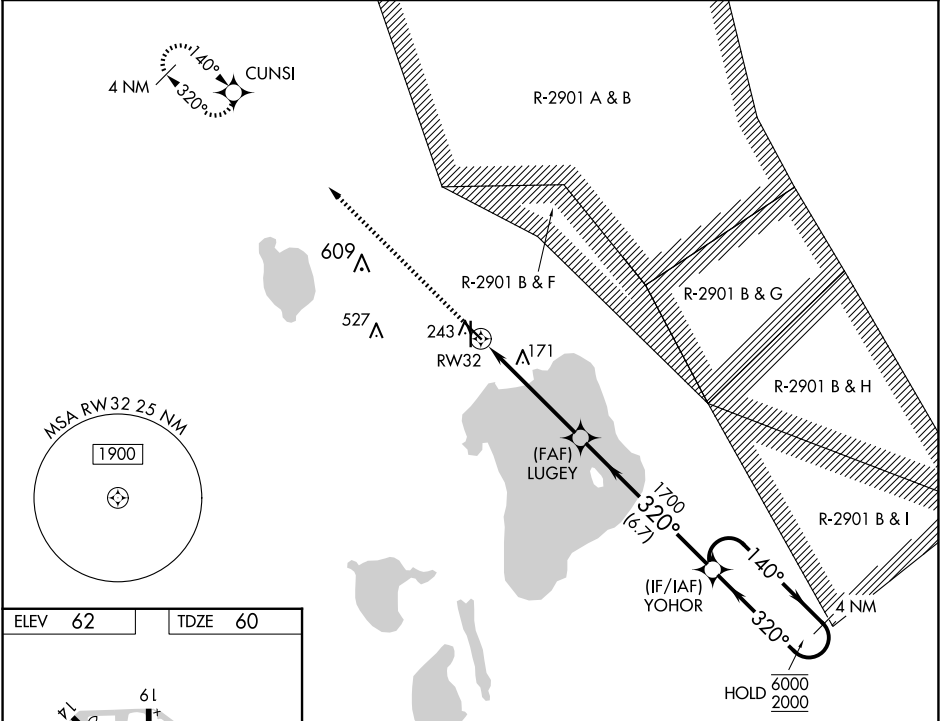 140°
CUNSI
4 NM
320°
R-2901 A & B
609
R-2901 B & F
R-2901 B & G
527
243
RW32
171
R-2901 B & H
MSA RW32 25 NM
1900
(FAF)
LUGEY
1700
320°
(6.7)
R-2901 B & I
140°
(IF/IAF)
YOHOR
4 NM
320°
HOLD 6000
2000
ELEV 62
TDZE 60
14
19